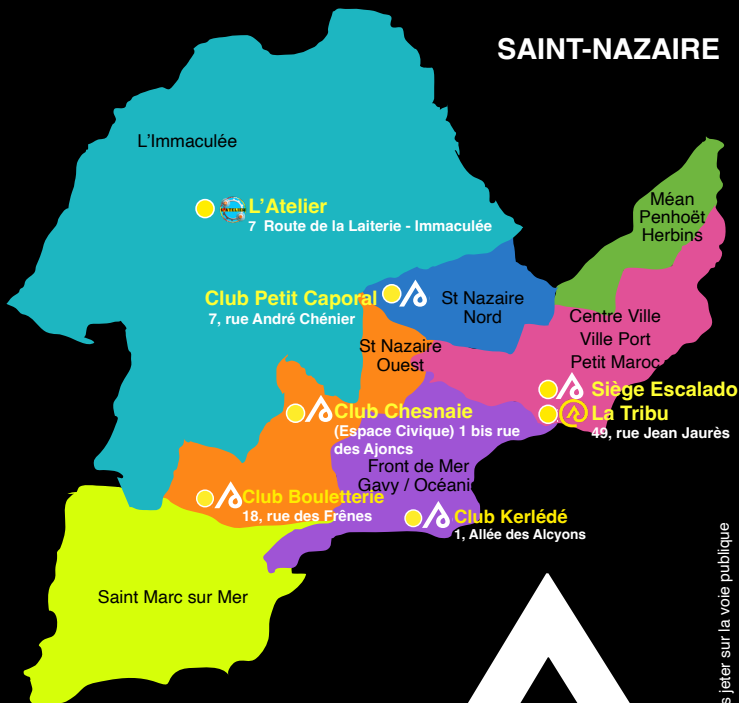 SAINT-NAZAIRE
L'Immaculée
Méan
Penhoët
Herbins
L'Atelier
7 Route de la Laiterie - Immaculée
Club Petit Caporal
7, rue André Chénier
St Nazaire
Nord
Centre Ville
Ville Port
Petit Maroc
St Nazaire
Ouest
Siège Escalado
La Tribu
49, rue Jean Jaurès
Club Chesnaie
(Espace Civique) 1 bis rue
des Ajoncs
Front de Mer
Gavy / Océani
Club Bouletterie
18, rue des Frênes
Club Kerlédé
1, Allée des Alcyons
Saint Marc sur Mer
jeter sur la voie publique